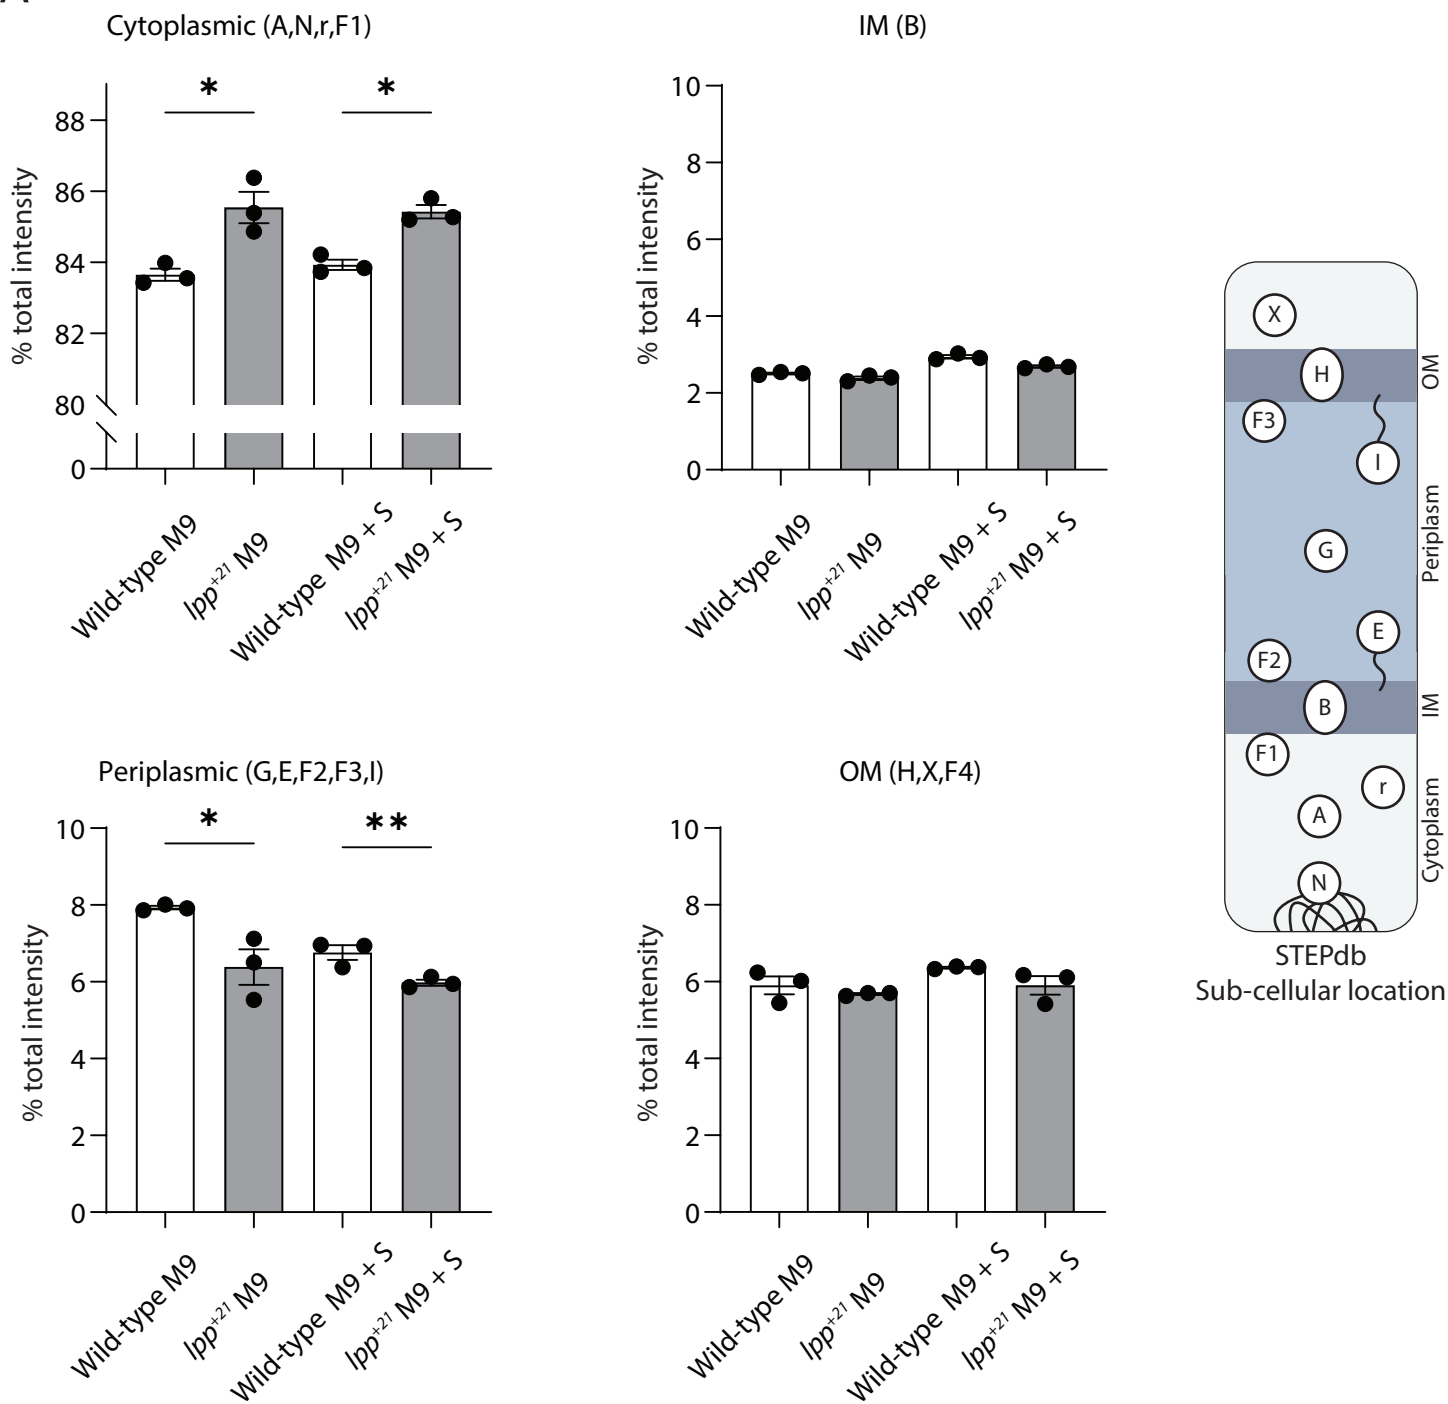 Cytoplasmic (A,N,r,F1)
% total intensity
88
86
84
82
80
0
*
*
Wild-type M9
lpp+21 M9
Wild-type M9 + S
lpp+21 M9 + S
IM (B)
% total intensity
10
8
6
4
2
0
Wild-type M9
lpp+21 M9
Wild-type M9 + S
lpp+21 M9 + S
Periplasmic (G,E,F2,F3,I)
% total intensity
10
8
6
4
2
0
*
**
Wild-type M9
lpp+21 M9
Wild-type M9 + S
lpp+21 M9 + S
OM (H,X,F4)
% total intensity
10
8
6
4
2
0
Wild-type M9
lpp+21 M9
Wild-type M9 + S
lpp+21 M9 + S
X
H
OM
F3
I
G
Periplasm
E
F2
B
IM
F1
r
A
Cytoplasm
N
STEPdb
Sub-cellular location